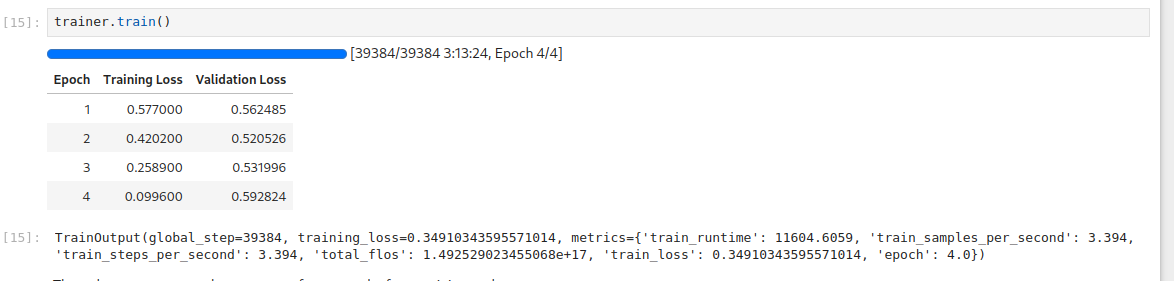 [15]: trainer.train()
[39384/39384 3:13:24, Epoch 4/4]
Epoch Training Loss Validation Loss
1 0.577000 0.562485
2 0.420200 0.520526
3 0.258900 0.531996
4 0.099600 0.592824
[15]: TrainOutput(global_step=39384, training_loss=0.34910343595571014, metrics={'train_runtime': 11604.6059, 'train_samples_per_second': 3.394,
'train_steps_per_second': 3.394, 'total_flos': 1.492529023455068e+17, 'train_loss': 0.34910343595571014, 'epoch': 4.0})